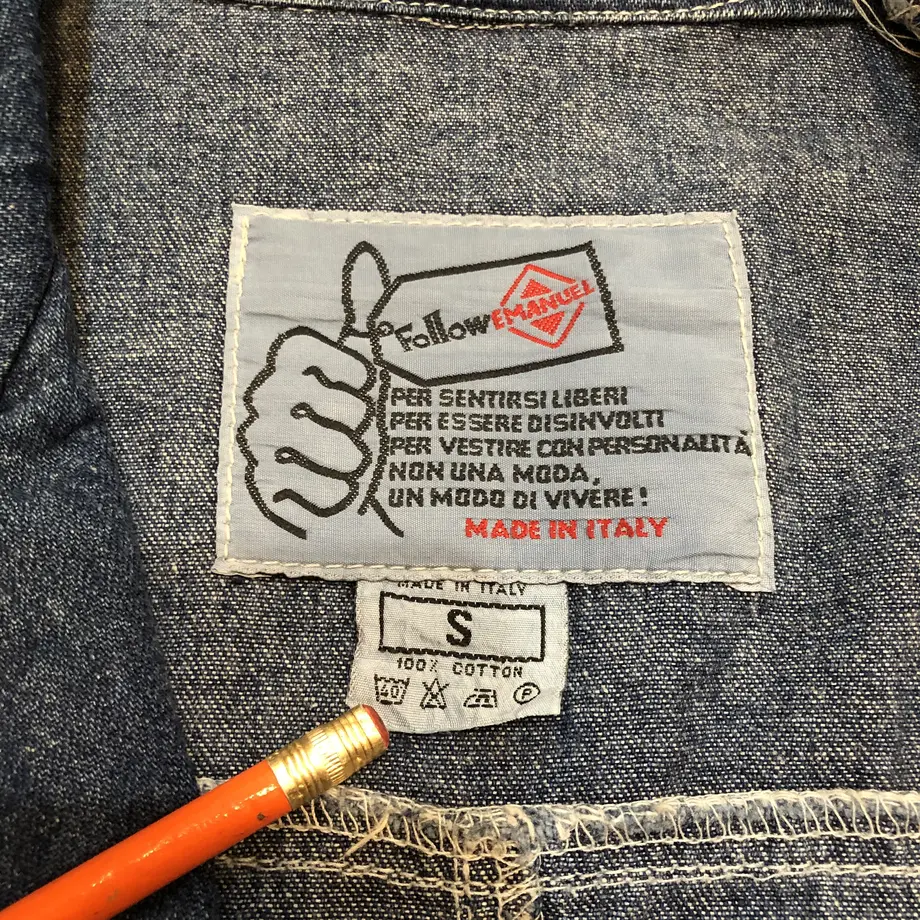 Follow EMANUEL
PER SENTIRSI LIBERI
PER ESSERE DISINVOLTI
PER VESTIRE CON PERSONALITÀ
NON UNA MODA,
UN MODO DI VIVERE!
MADE IN ITALY
MADE IN ITALY
S
100% COTTON
40 P